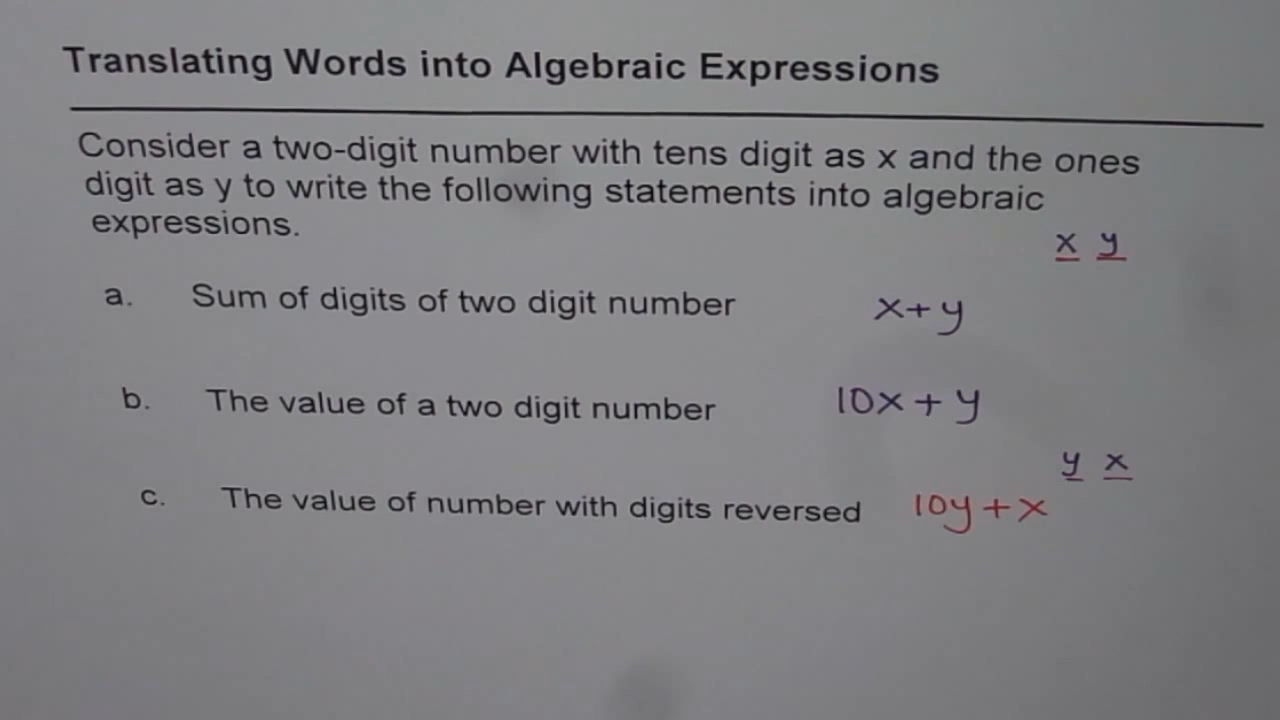 Translating Words into Algebraic Expressions
Consider a two-digit number with tens digit as x and the ones
digit as y to write the following statements into algebraic
expressions.
x y
a. Sum of digits of two digit number x+y
b. The value of a two digit number 10x+y
y x
c. The value of number with digits reversed 10y+x